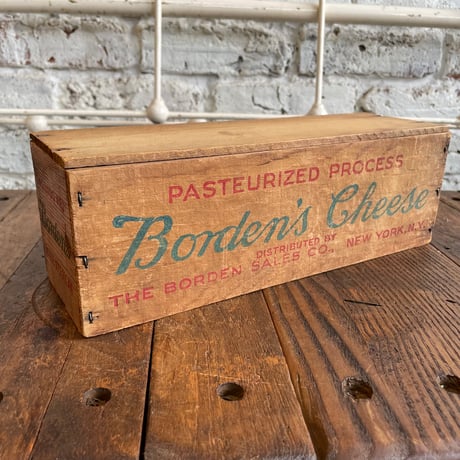 PASTEURIZED PROCESS
Borden's Cheese
DISTRIBUTED BY
THE BORDEN SALES CO., NEW YORK, N.Y.